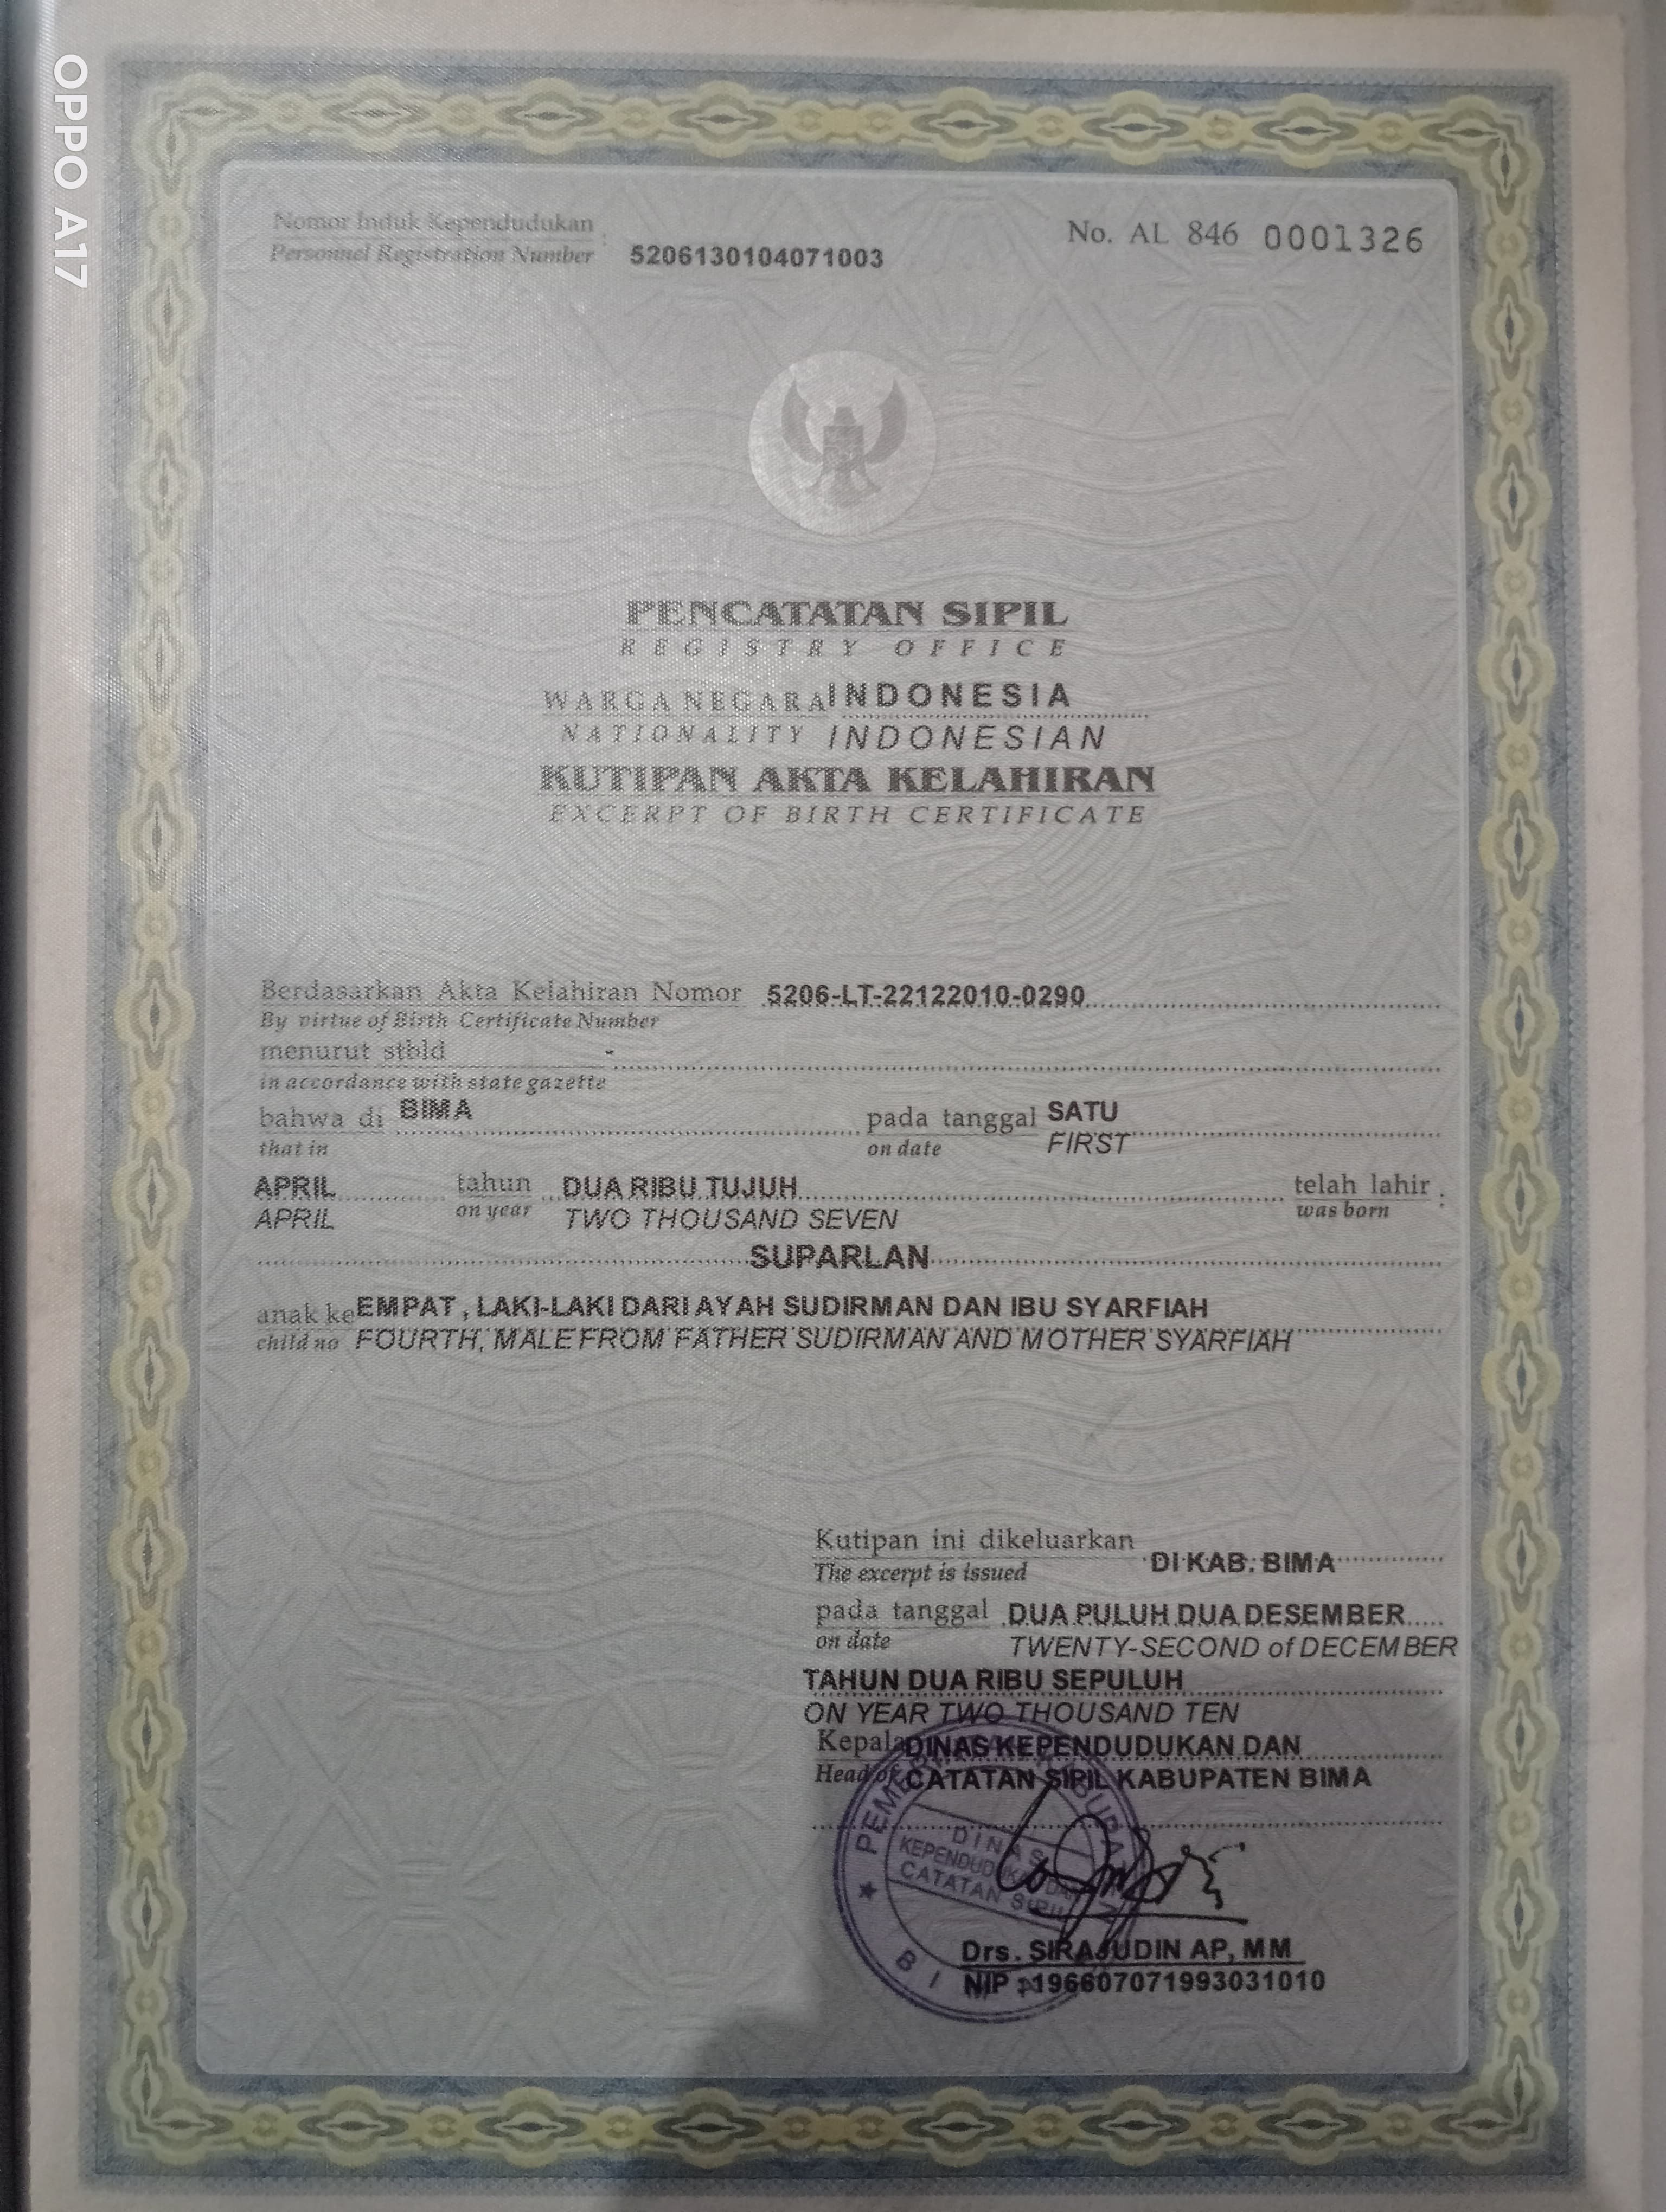 OPPO A17
Nomor Induk Kependudukan :
Personnel Registration Number 5206130104071003
No. AL 846 0001326
PENCATATAN SIPIL
REGISTRY OFFICE
WARGA NEGARA INDONESIA
NATIONALITY INDONESIAN
KUTIPAN AKTA KELAHIRAN
EXCERPT OF BIRTH CERTIFICATE
Berdasarkan Akta Kelahiran Nomor 5206-LT-22122010-0290
By virtue of Birth Certificate Number
menurut stbld -
in accordance with state gazette
bahwa di BIMA pada tanggal SATU
that in on date FIRST
APRIL tahun DUA RIBU TUJUH telah lahir :
APRIL on year TWO THOUSAND SEVEN was born
SUPARLAN
anak ke EMPAT , LAKI-LAKI DARI AYAH SUDIRMAN DAN IBU SYARFIAH
child no FOURTH, MALE FROM FATHER SUDIRMAN AND MOTHER SYARFIAH
Kutipan ini dikeluarkan DI KAB. BIMA
The excerpt is issued
pada tanggal DUA PULUH DUA DESEMBER
on date TWENTY-SECOND of DECEMBER
TAHUN DUA RIBU SEPULUH
ON YEAR TWO THOUSAND TEN
Kepala DINAS KEPENDUDUKAN DAN
Head of CATATAN SIPIL KABUPATEN BIMA
DINAS
KEPENDUDUKAN DAN
CATATAN SIPIL
Drs. SIRAJUDIN AP, MM
NIP : 196607071993031010